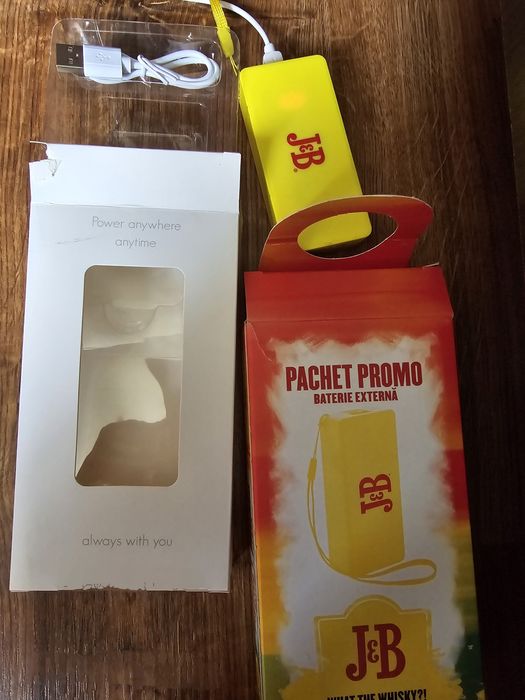 J&B
Power anywhere
anytime
always with you
PACHET PROMO
BATERIE EXTERNĂ
J&B
J&B
WHAT THE WHISKY?!